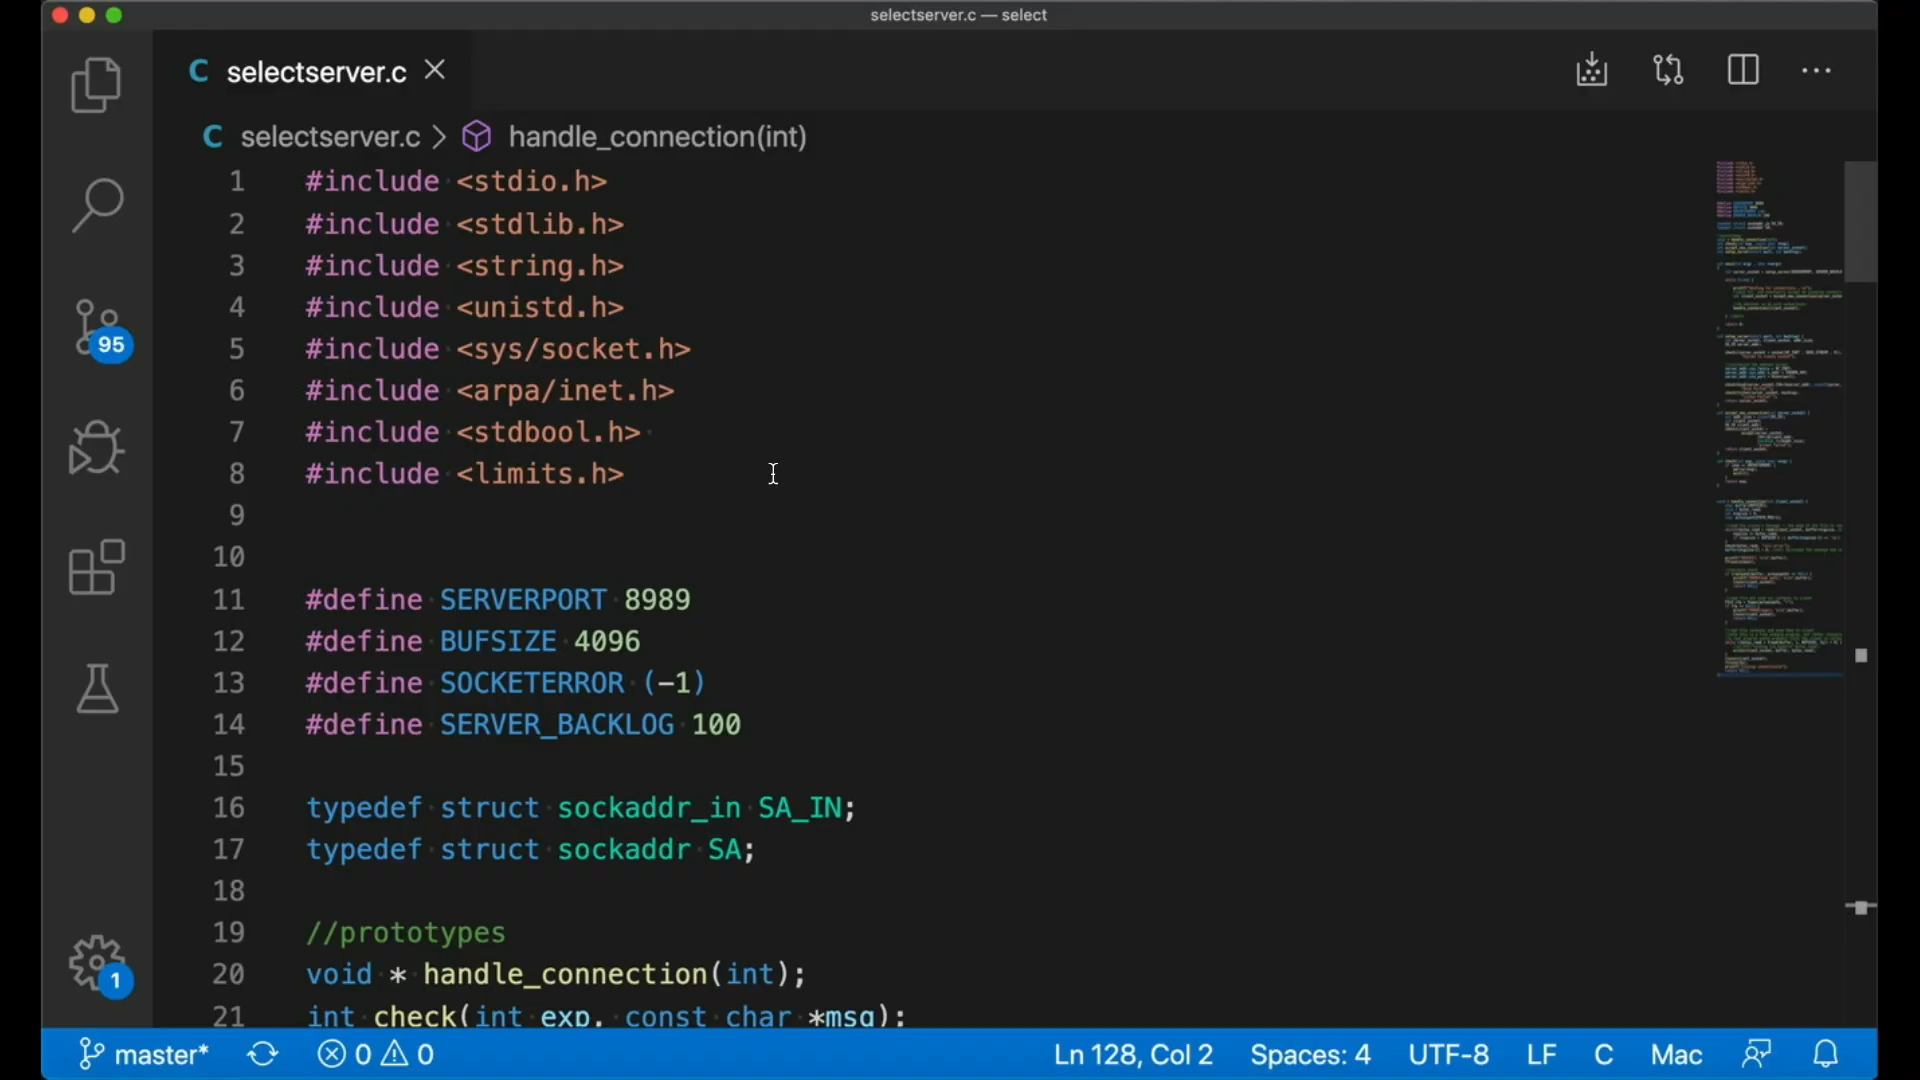 selectserver.c — select
C selectserver.c
C selectserver.c > handle_connection(int)
1 #include <stdio.h>
2 #include <stdlib.h>
3 #include <string.h>
4 #include <unistd.h>
5 #include <sys/socket.h>
6 #include <arpa/inet.h>
7 #include <stdbool.h>
8 #include <limits.h>
9
10
11 #define SERVERPORT 8989
12 #define BUFSIZE 4096
13 #define SOCKETERROR (-1)
14 #define SERVER_BACKLOG 100
15
16 typedef struct sockaddr_in SA_IN;
17 typedef struct sockaddr SA;
18
19 //prototypes
20 void * handle_connection(int);
21 int check(int exp, const char *msg);
95
1
master* 0 0 Ln 128, Col 2 Spaces: 4 UTF-8 LF C Mac